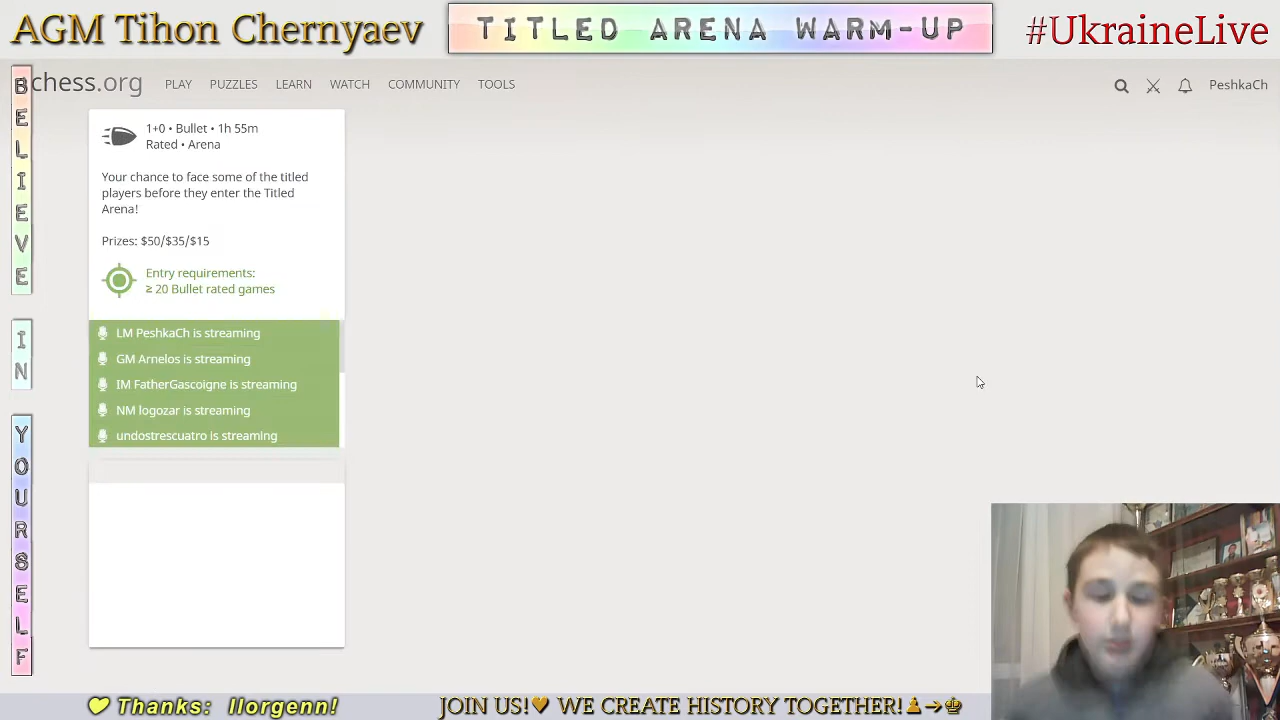 AGM Tihon Chernyaev
TITLED ARENA WARM-UP
#UkraineLive
chess.org
PLAY
PUZZLES
LEARN
WATCH
COMMUNITY
TOOLS
PeshkaCh
BELIEVE
IN
YOURSELF
1+0 • Bullet • 1h 55m
Rated • Arena
Your chance to face some of the titled
players before they enter the Titled
Arena!
Prizes: $50/$35/$15
Entry requirements:
≥ 20 Bullet rated games
LM PeshkaCh is streaming
GM Arnelos is streaming
IM FatherGascoigne is streaming
NM logozar is streaming
undostrescuatro is streaming
Thanks: llorgenn!
JOIN US!🧡 WE CREATE HISTORY TOGETHER!♟→♚